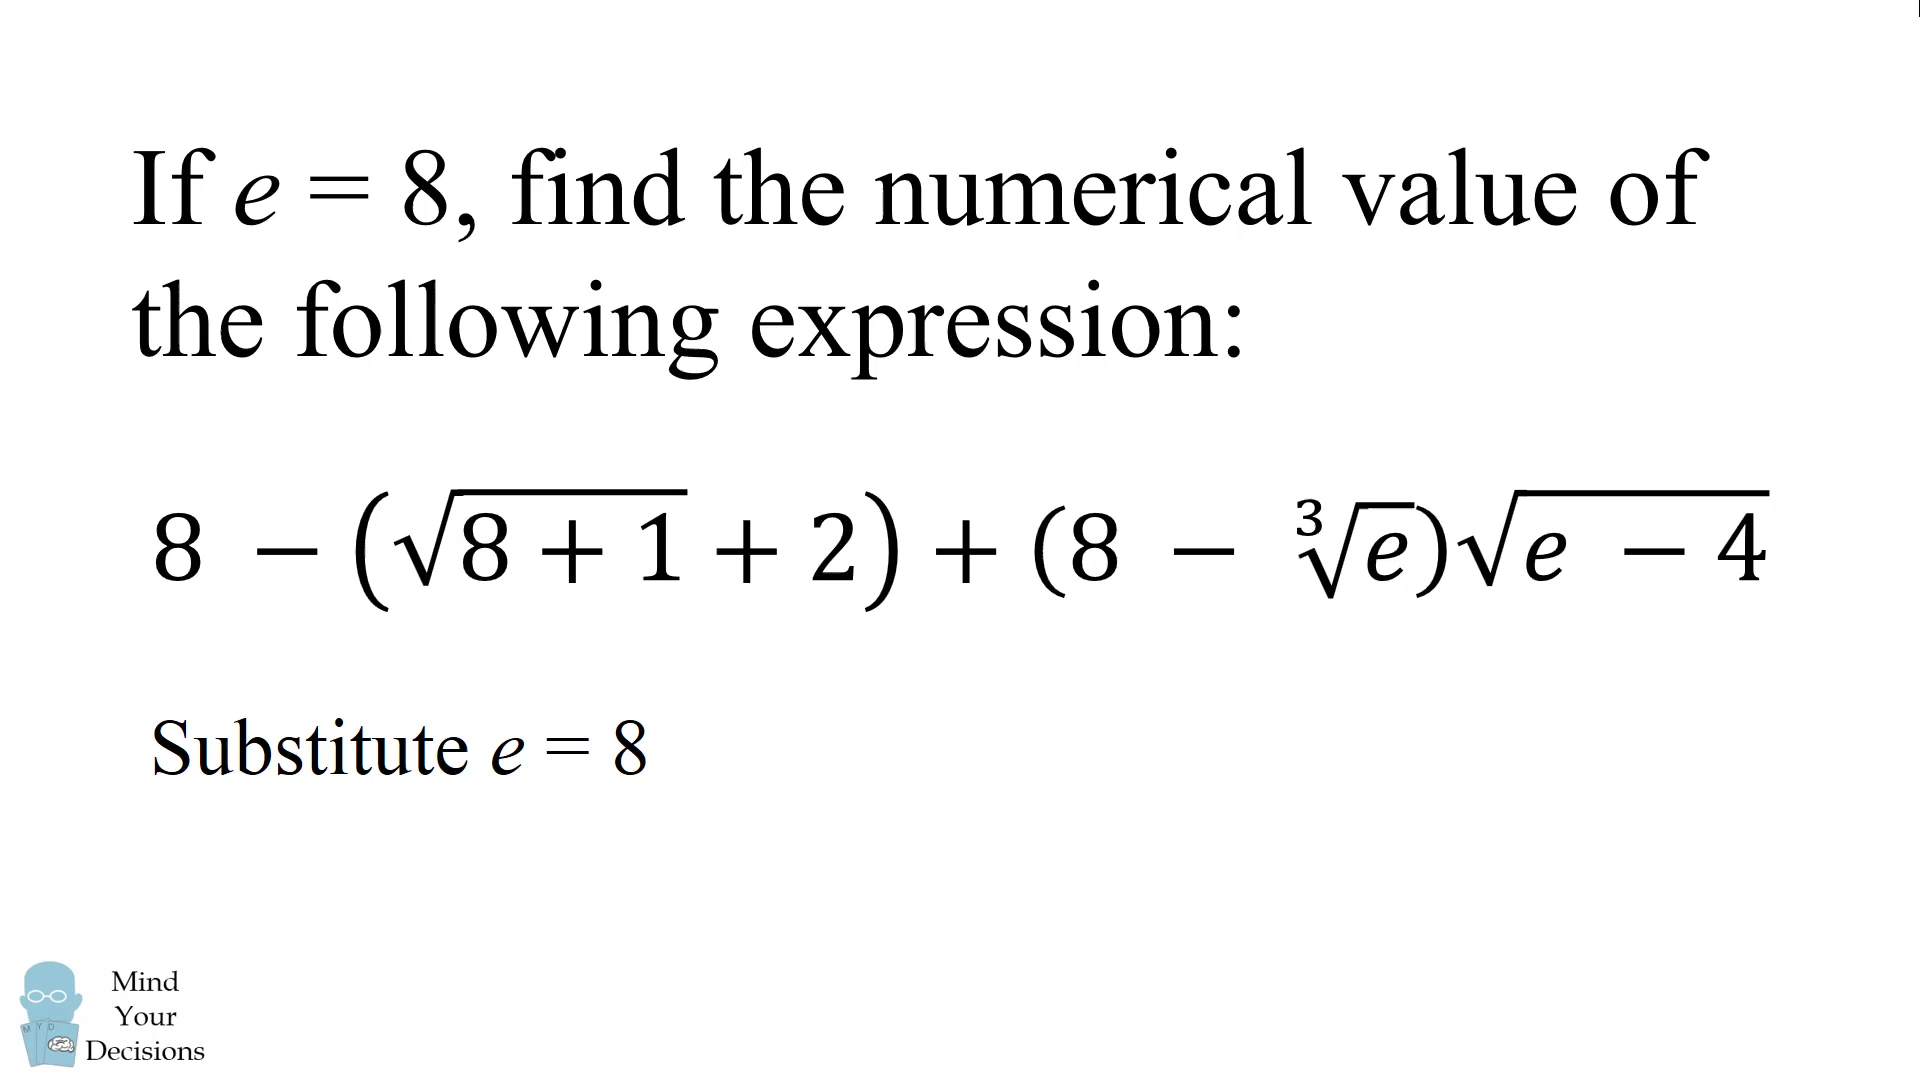 If e = 8, find the numerical value of
the following expression:
8 − (√(8 + 1) + 2) + (8 − ∛e)√(e − 4)
Substitute e = 8
M Y D
Mind
Your
Decisions